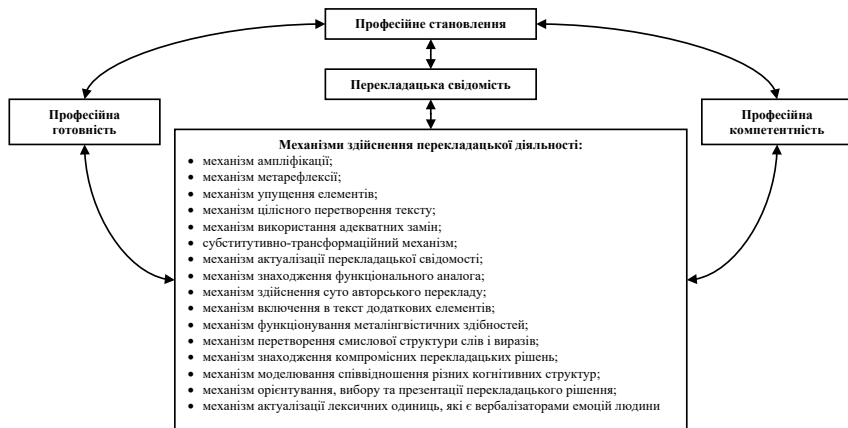 Професійне становлення
Перекладацька свідомість
Професійна
готовність
Професійна
компетентність
Механізми здійснення перекладацької діяльності:
• механізм ампліфікації;
• механізм метарефлексії;
• механізм упущення елементів;
• механізм цілісного перетворення тексту;
• механізм використання адекватних замін;
• субститутивно-трансформаційний механізм;
• механізм актуалізації перекладацької свідомості;
• механізм знаходження функціонального аналога;
• механізм здійснення суто авторського перекладу;
• механізм включення в текст додаткових елементів;
• механізм функціонування металінгвістичних здібностей;
• механізм перетворення смислової структури слів і виразів;
• механізм знаходження компромісних перекладацьких рішень;
• механізм моделювання співвідношення різних когнітивних структур;
• механізм орієнтування, вибору та презентації перекладацького рішення;
• механізм актуалізації лексичних одиниць, які є вербалізаторами емоцій людини